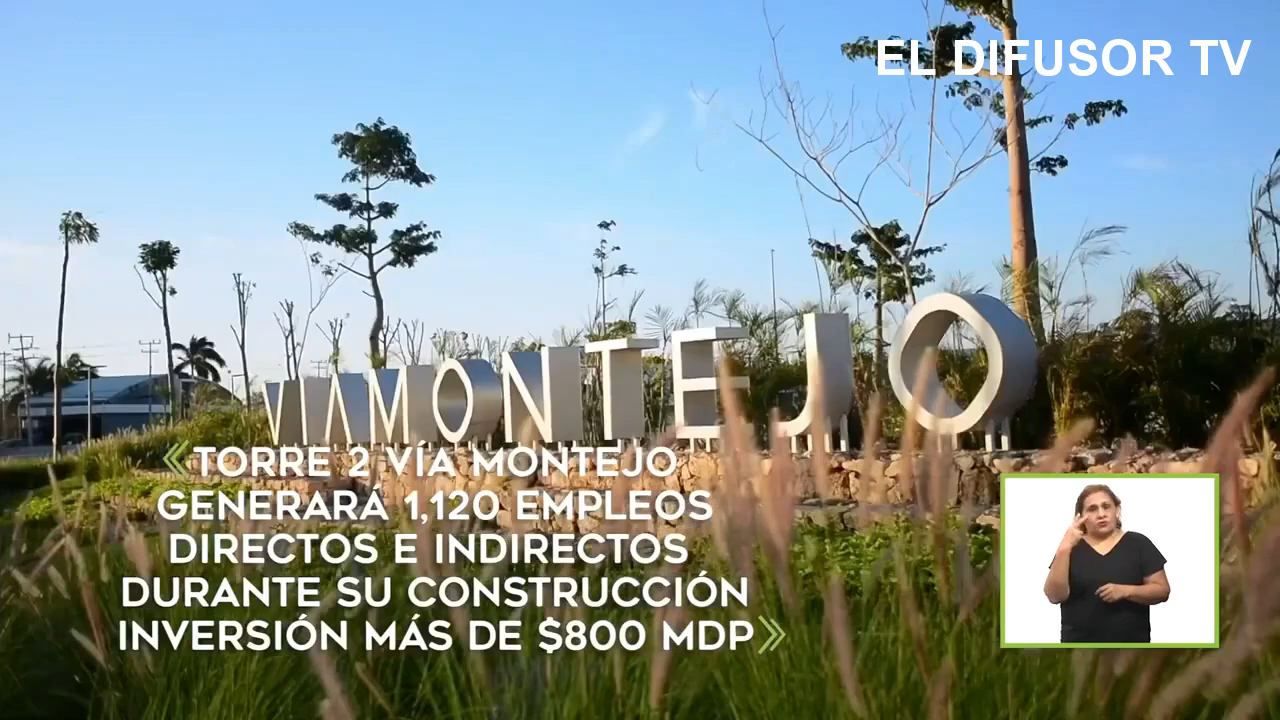 EL DIFUSOR TV
VIAMONTEJO
«TORRE 2 VÍA MONTEJO
GENERARÁ 1,120 EMPLEOS
DIRECTOS E INDIRECTOS
DURANTE SU CONSTRUCCIÓN
INVERSIÓN MÁS DE $800 MDP»